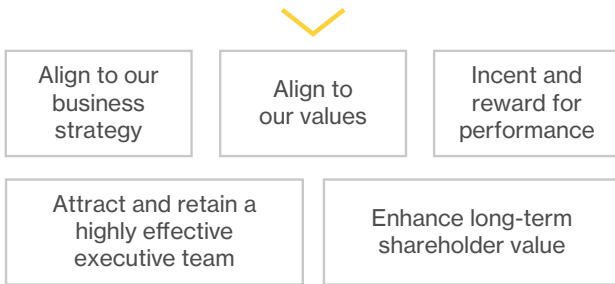 Align to our
business
strategy
Align to
our values
Incent and
reward for
performance
Attract and retain a
highly effective
executive team
Enhance long-term
shareholder value